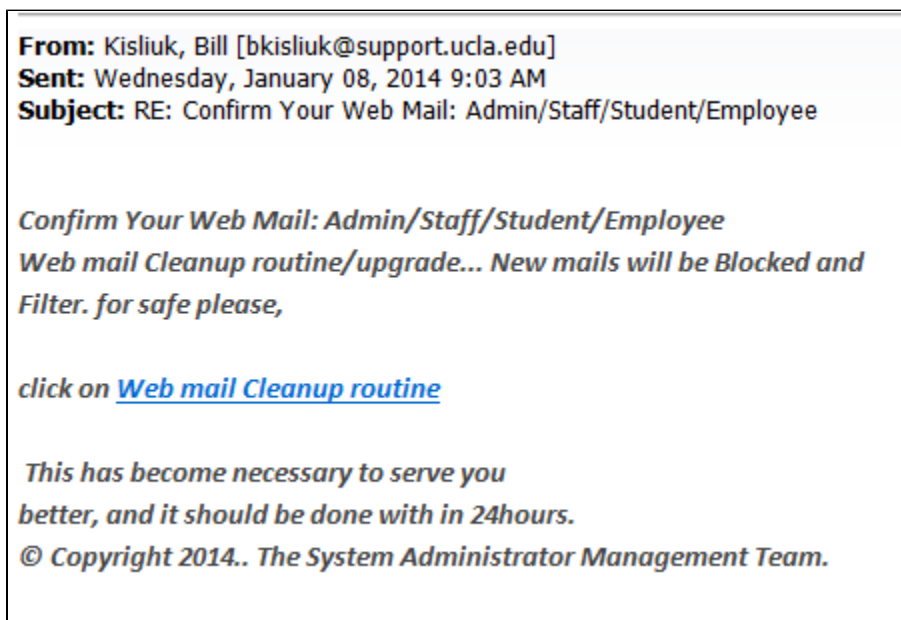 From: Kisliuk, Bill [bkisliuk@support.ucla.edu]
Sent: Wednesday, January 08, 2014 9:03 AM
Subject: RE: Confirm Your Web Mail: Admin/Staff/Student/Employee
Confirm Your Web Mail: Admin/Staff/Student/Employee
Web mail Cleanup routine/upgrade... New mails will be Blocked and
Filter. for safe please,
click on Web mail Cleanup routine
This has become necessary to serve you
better, and it should be done with in 24hours.
© Copyright 2014.. The System Administrator Management Team.